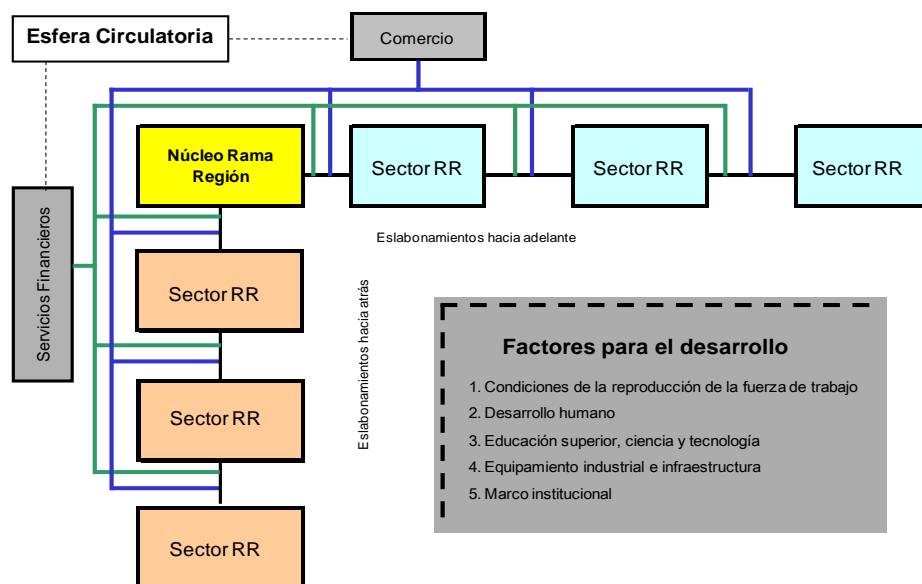 Esfera Circulatoria
Comercio
Núcleo Rama
Región
Sector RR
Sector RR
Sector RR
Servicios Financieros
Eslabonamientos hacia adelante
Sector RR
Eslabonamientos hacia atrás
Sector RR
Sector RR
Factores para el desarrollo
1. Condiciones de la reproducción de la fuerza de trabajo
2. Desarrollo humano
3. Educación superior, ciencia y tecnología
4. Equipamiento industrial e infraestructura
5. Marco institucional